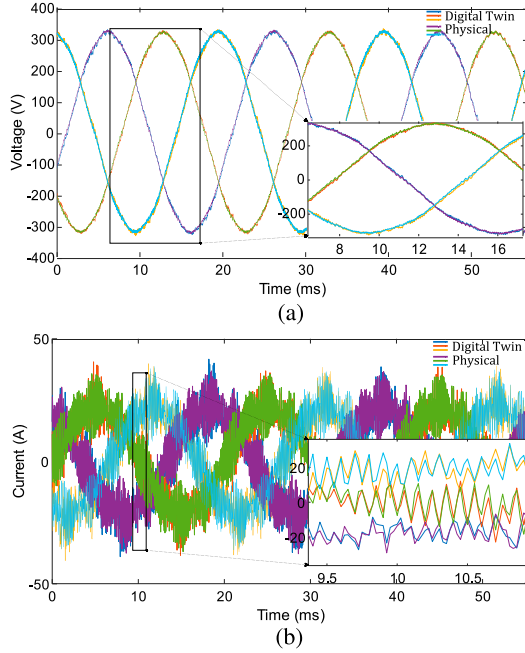 400
300
200
100
0
-100
-200
-300
-400
Voltage (V)
Digital Twin
Physical
200
0
-200
8 10 12 14 16
0 10 20 30 40 50
Time (ms)
(a)
50
0
-50
Current (A)
Digital Twin
Physical
20
0
-20
9.5 10 10.5
0 10 20 30 40 50
Time (ms)
(b)